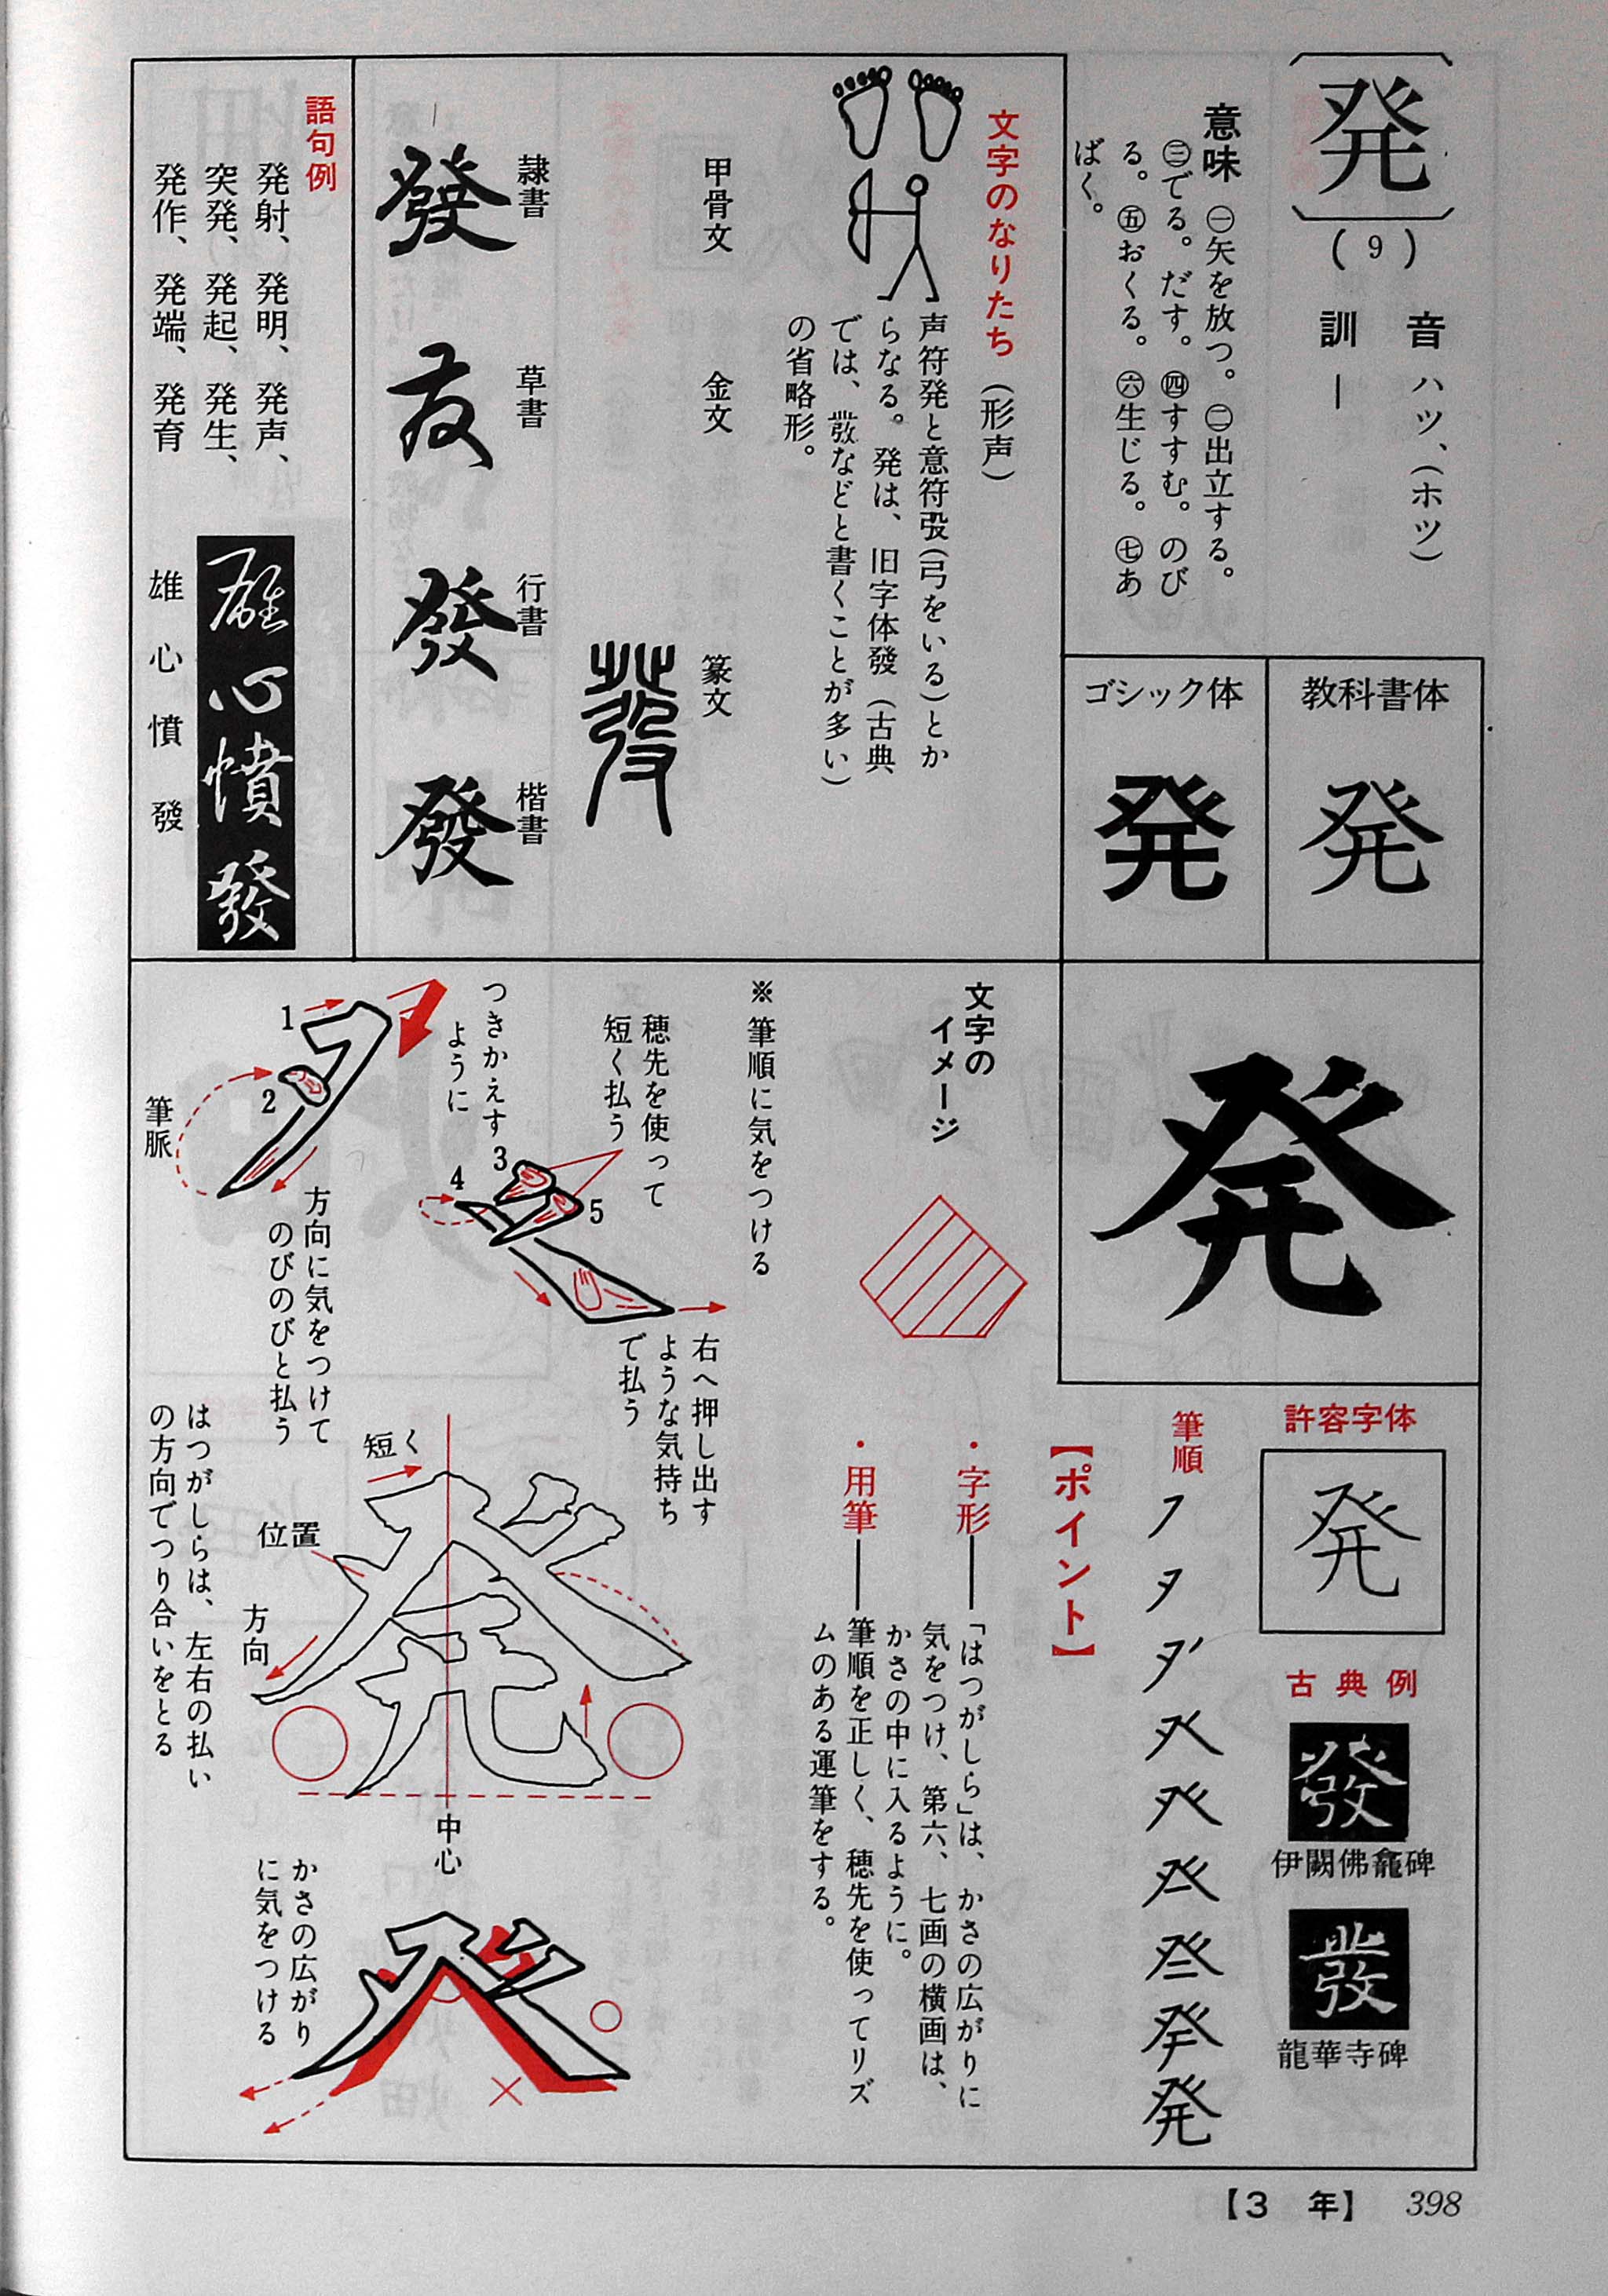 発
(9)
音 ハツ、(ホツ)
訓 ―
意味 ㊀矢を放つ。㊁出立する。
㊂でる。だす。㊃すすむ。のび
る。㊄おくる。㊅生じる。㊆あ
ばく。
教科書体
発
ゴシック体
発
文字のなりたち(形声)
声符発と意符弓殳(弓をいる)とか
らなる。発は、旧字体發(古典
では、などと書くことが多い)
の省略形。
甲骨文
金文
篆文
發
隷書
發
草書
发
行書
發
楷書
發
語句例
発射、発明、発声、
突発、発起、発生、
発作、発端、発育
雄心憤發
雄心憤發
発
許容字体
発
古典例
發
伊闕佛龕碑
發
龍華寺碑
筆順
発
【ポイント】
・字形―「はつがしら」は、かさの広がりに
気をつけ、第六、七画の横画は、
かさの中に入るように。
・用筆―筆順を正しく、穂先を使ってリズ
ムのある運筆をする。
文字の
イメージ
※筆順に気をつける
穂先を使って
短く払う
つきかえす
ように
1
2
3
4
5
筆脈
右へ押し出す
ような気持ち
で払う
方向に気をつけて
のびのびと払う
短く
位置
方向
発
中心
はつがしらは、左右の払い
の方向でつり合いをとる
かさの広がり
に気をつける
【3年】 398